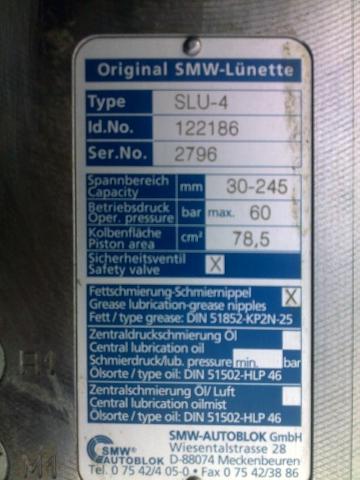 Original SMW-Lünette
Type SLU-4
Id.No. 122186
Ser.No. 2796
Spannbereich
Capacity mm 30-245
Betriebsdruck
Oper. pressure bar max. 60
Kolbenfläche
Piston area cm² 78,5
Sicherheitsventil
Safety valve X
Fettschmierung-Schmiernippel X
Grease lubrication-grease nipples
Fett / type grease: DIN 51852-KP2N-25
Zentraldruckschmierung Öl
Central lubrication oil
Schmierdruck/lub. pressure min. bar
Ölsorte / type oil: DIN 51502-HLP 46
Zentralschmierung Öl/ Luft
Central lubrication oilmist
Ölsorte / type oil: DIN 51502-HLP 46
SMW-AUTOBLOK GmbH
Wiesentalstrasse 28
D-88074 Meckenbeuren
SMW®
AUTOBLOK
Tel. 0 75 42/4 05-0 • Fax 0 75 42/38 86